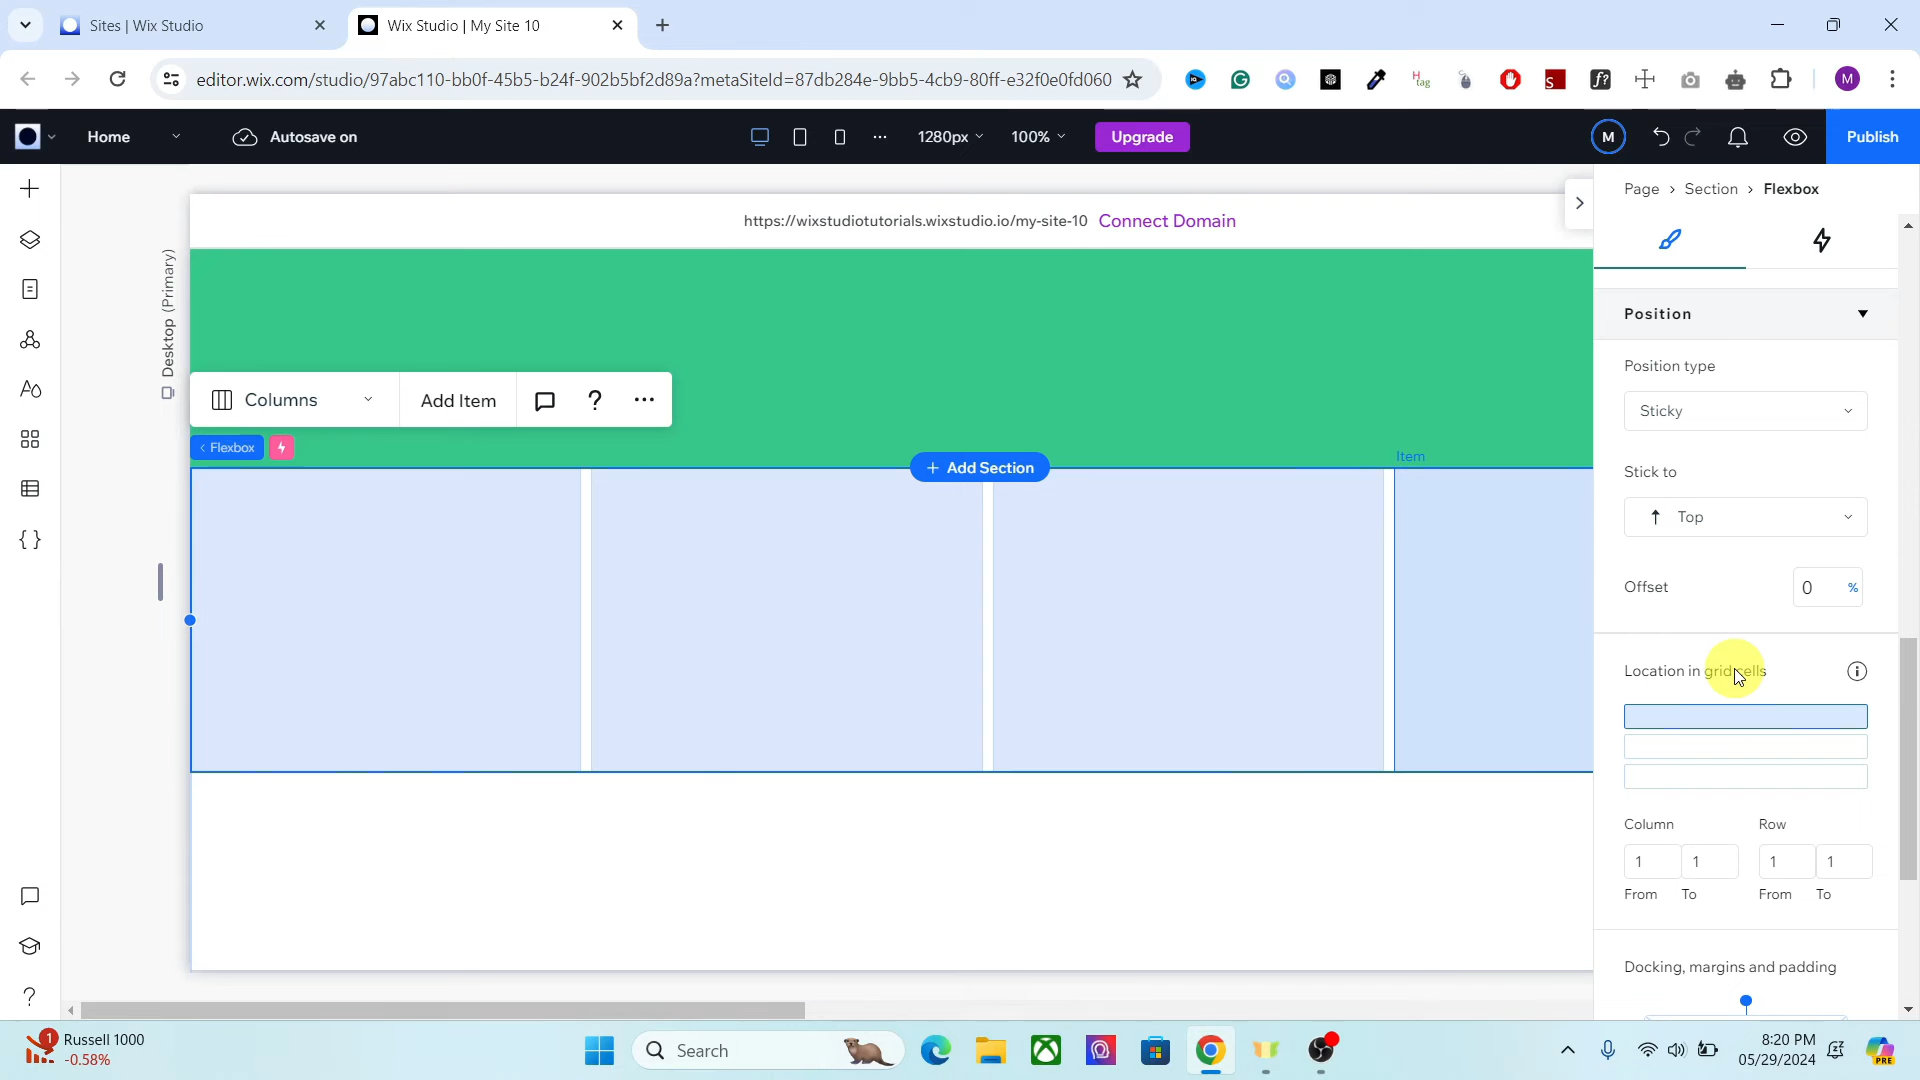 Sites | Wix Studio
Wix Studio | My Site 10
editor.wix.com/studio/97abc110-bb0f-45b5-b24f-902b5bf2d89a?metaSiteId=87db284e-9bb5-4cb9-80ff-e32f0e0fd060
H tag
f?
M
Home
Autosave on
1280px
100%
Upgrade
M
Publish
Page > Section > Flexbox
https://wixstudiotutorials.wixstudio.io/my-site-10 Connect Domain
Desktop (Primary)
Position
Position type
Columns
Add Item
Sticky
Flexbox
Item
+ Add Section
Stick to
Top
Offset
0 %
Location in grid cells
Column
Row
1
1
1
1
From
To
From
To
Docking, margins and padding
1
Russell 1000
-0.58%
Search
8:20 PM
05/29/2024
PRE